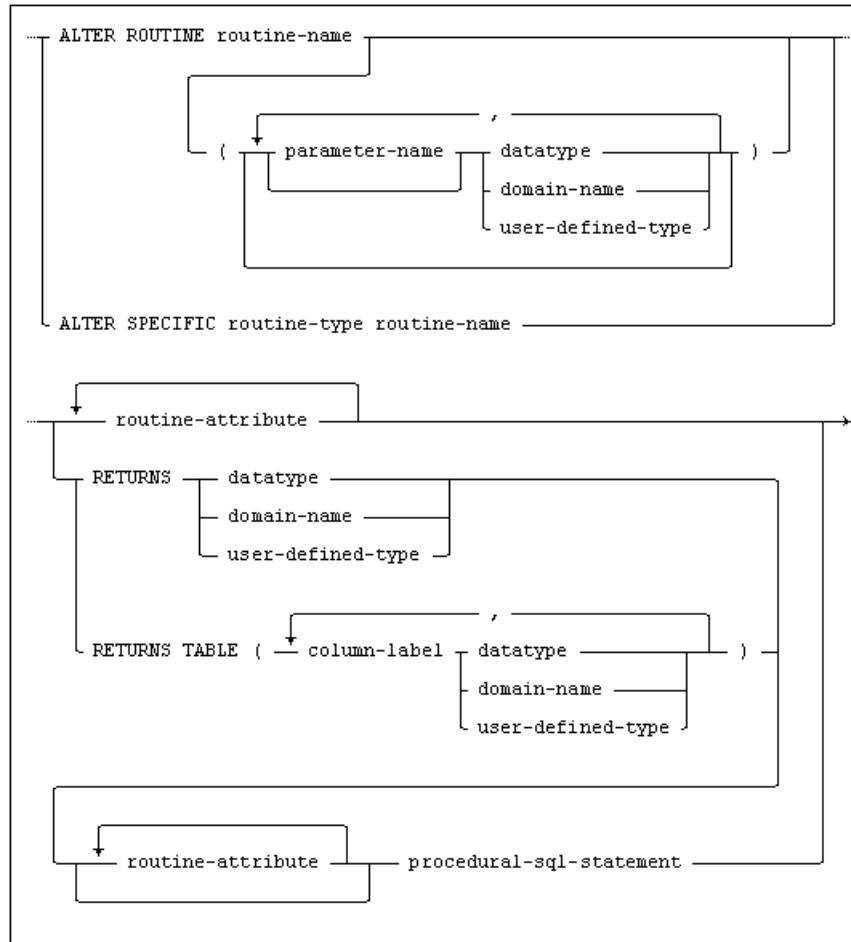 ALTER ROUTINE routine-name
,
( parameter-name datatype )
domain-name
user-defined-type
ALTER SPECIFIC routine-type routine-name
routine-attribute
RETURNS datatype
domain-name
user-defined-type
,
RETURNS TABLE ( column-label datatype )
domain-name
user-defined-type
routine-attribute procedural-sql-statement